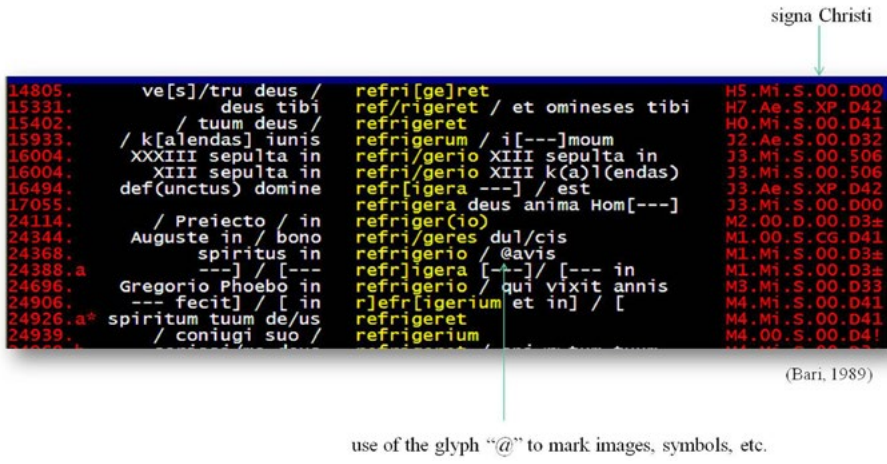 signa Christi
14805. ve[s]/tru deus / refri[ge]ret H5.Mi.S.00.D00
15331. deus tibi ref/rigeret / et omineses tibi H7.Ae.S.XP.D42
15402. / tuum deus / refrigeret H0.Mi.S.00.D41
15933. / k[alendas] iunis refrigerum / i[---]moum J2.Ae.S.00.D32
16004. XXXIII sepulta in refri/gerio XIII sepulta in J3.Mi.S.00.506
16004. XXXIII sepulta in refri/gerio XIII k(a)l(endas) J3.Mi.S.00.506
16494. def(unctus) domine refr[igera ---] / est J3.Ae.S.XP.D42
17055. refrigera deus anima Hom[---] J3.Mi.S.00.D00
24114. / Preiecto / in refriger(io) M2.00.D.00.D3±
24344. Auguste in / bono refri/geres dul/cis M1.00.S.CG.D41
24368. spiritus in refrigerio / @avis M1.Mi.S.00.D3±
24388.a ---] / [--- refr]igera [---]/ [--- in M1.Mi.S.00.D3±
24696. Gregorio Phoebo in refrigerio / qui vixit annis M3.Mi.S.00.D33
24906. --- fecit] / [ in r]efr[igerium et in] / [ M4.Mi.S.00.D41
24926.a* spiritum tuum de/us refrigeret M4.Mi.S.00.D41
24939. / coniugi suo / refrigerium M4.00.S.00.D4!
(Bari, 1989)
use of the glyph “@” to mark images, symbols, etc.